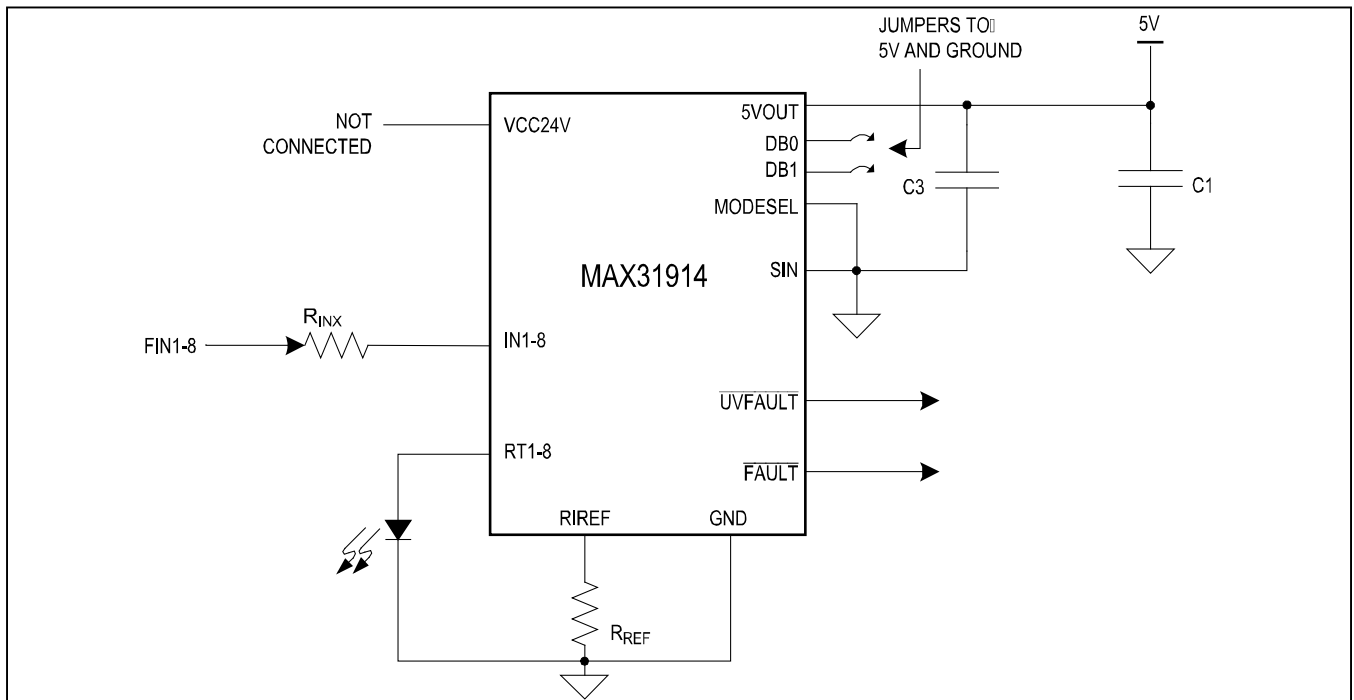 JUMPERS TO
5V AND GROUND
5V
NOT
CONNECTED
VCC24V
5VOUT
DB0
DB1
C3
C1
MODESEL
MAX31914
SIN
RINX
FIN1-8
IN1-8
UVFAULT
RT1-8
FAULT
RIREF
GND
RREF